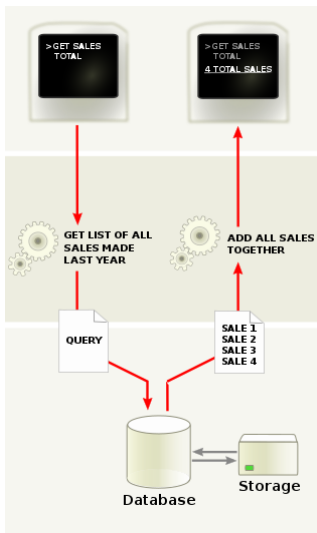 > GET SALES
TOTAL
> GET SALES
TOTAL
4 TOTAL SALES
GET LIST OF ALL
SALES MADE
LAST YEAR
ADD ALL SALES
TOGETHER
QUERY
SALE 1
SALE 2
SALE 3
SALE 4
Database
Storage